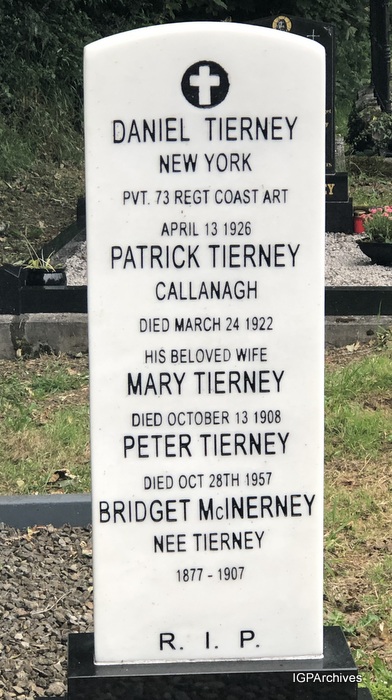 DANIEL TIERNEY
NEW YORK
PVT. 73 REGT COAST ART
APRIL 13 1926
PATRICK TIERNEY
CALLANAGH
DIED MARCH 24 1922
HIS BELOVED WIFE
MARY TIERNEY
DIED OCTOBER 13 1908
PETER TIERNEY
DIED OCT 28TH 1957
BRIDGET McINERNEY
NEE TIERNEY
1877 - 1907
R. I. P.
IGPArchives